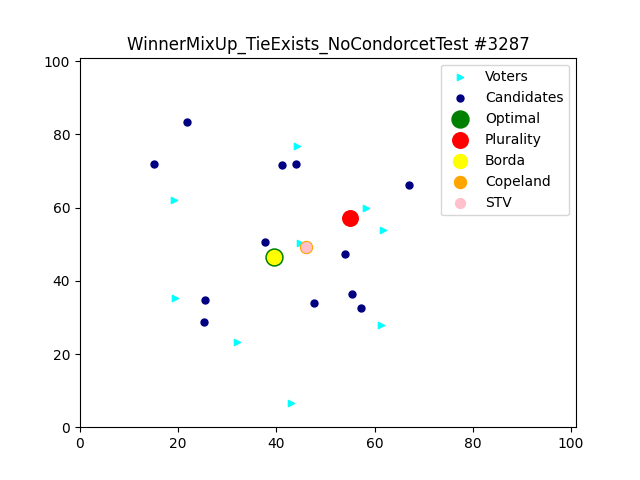 WinnerMixUp_TieExists_NoCondorcetTest #3287
100
80
60
40
20
0
0 20 40 60 80 100
Voters
Candidates
Optimal
Plurality
Borda
Copeland
STV